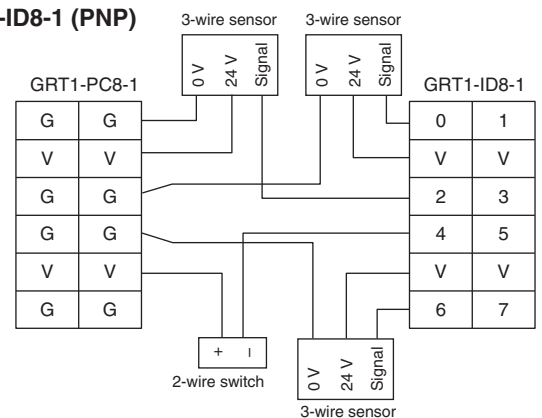 -ID8-1 (PNP)
3-wire sensor
3-wire sensor
0 V
24 V
Signal
0 V
24 V
Signal
GRT1-PC8-1
GRT1-ID8-1
G G
0 1
V V
V V
G G
2 3
G G
4 5
V V
V V
G G
6 7
+ –
2-wire switch
0 V
24 V
Signal
3-wire sensor